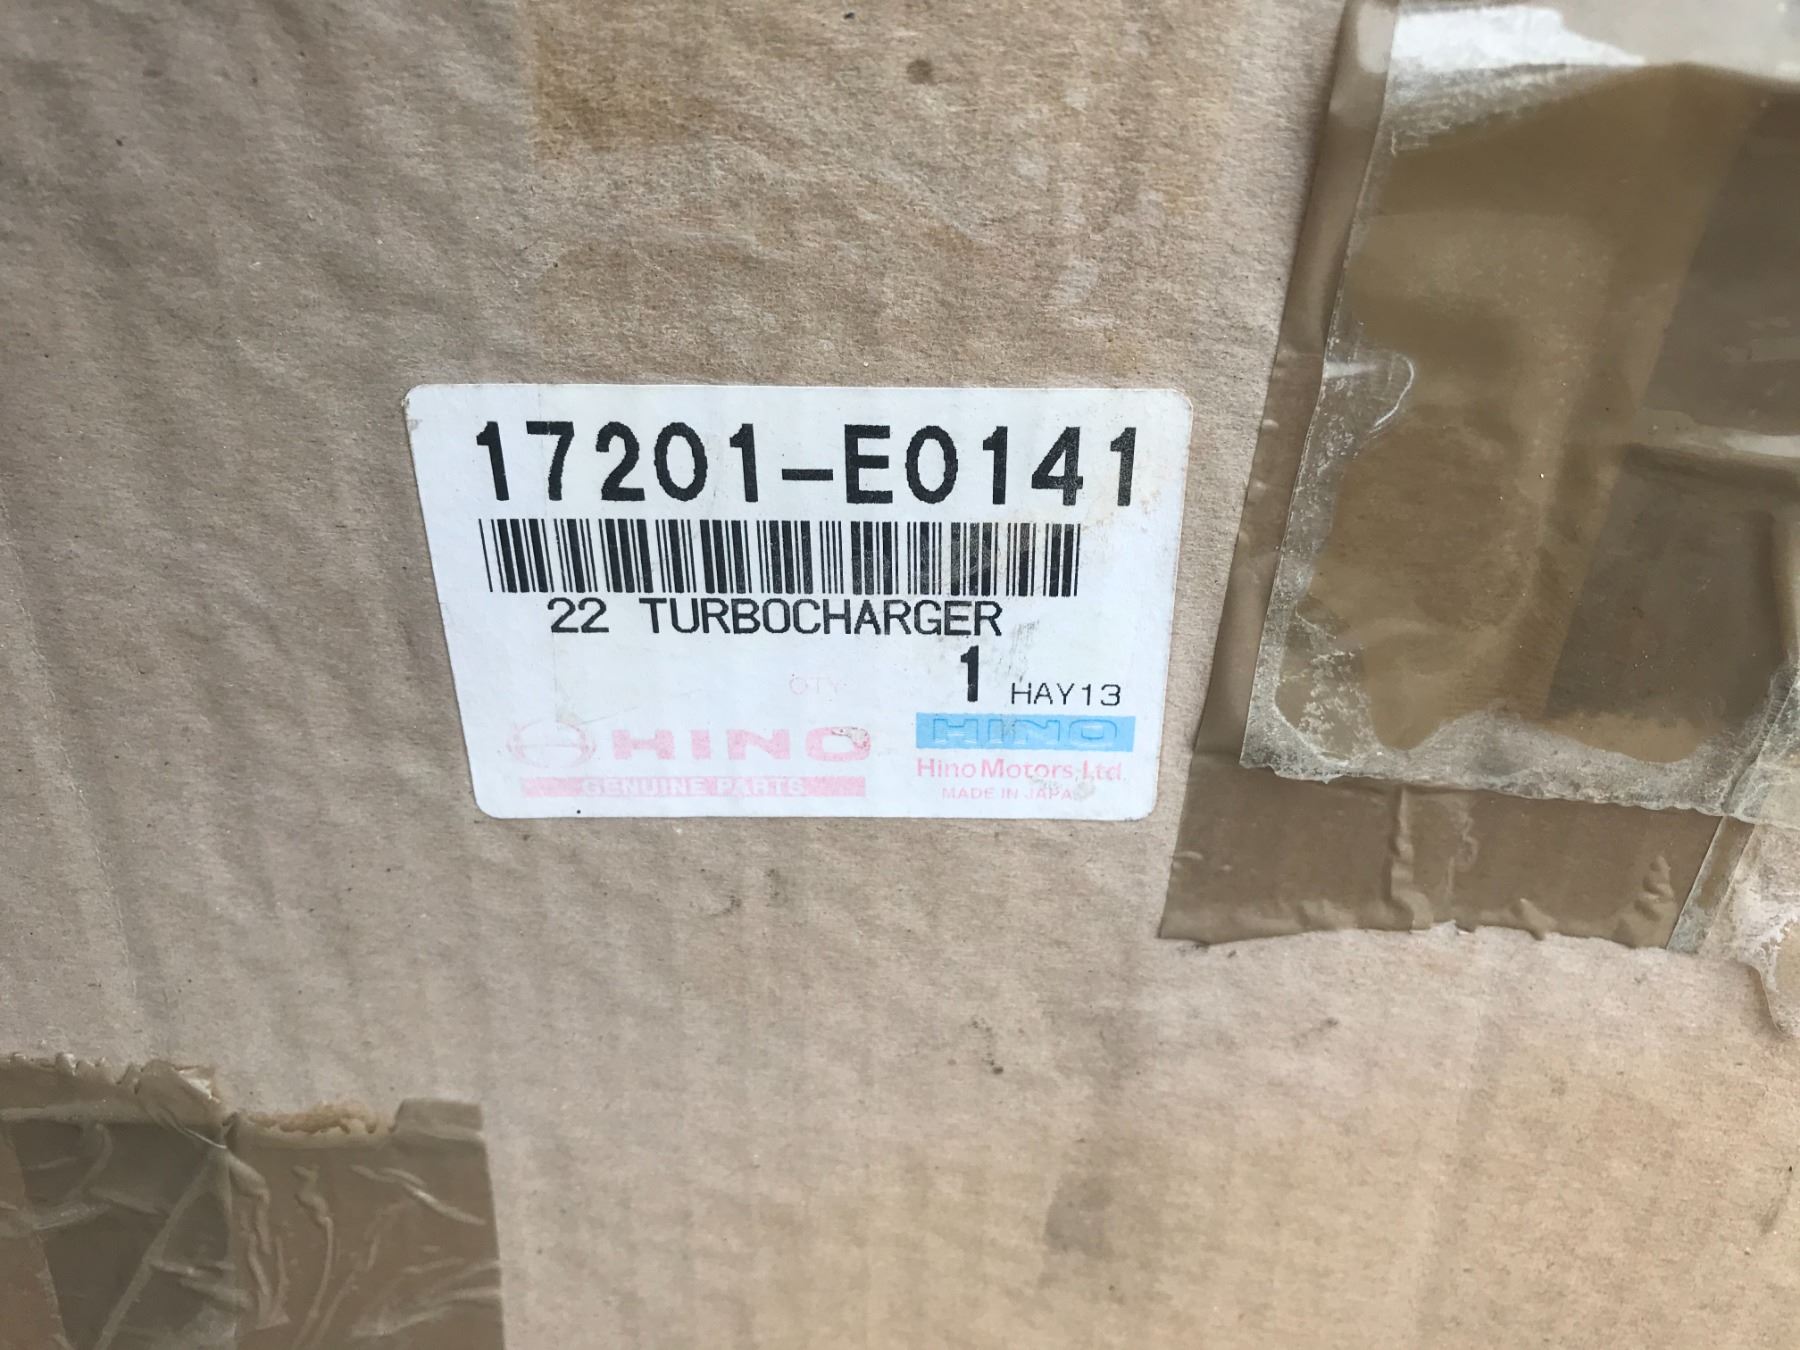 17201-E0141
22 TURBOCHARGER
QTY 1 HAY13
HINO HINO
GENUINE PARTS Hino Motors, Ltd.
MADE IN JAPAN